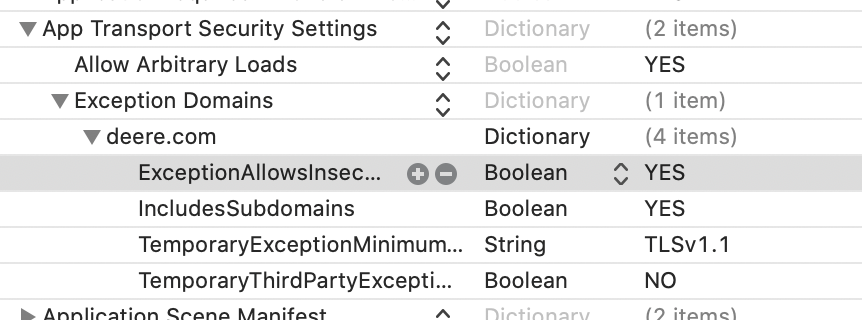 App Transport Security Settings Dictionary (2 items)
Allow Arbitrary Loads Boolean YES
Exception Domains Dictionary (1 item)
deere.com Dictionary (4 items)
ExceptionAllowsInsec... Boolean YES
IncludesSubdomains Boolean YES
TemporaryExceptionMinimum... String TLSv1.1
TemporaryThirdPartyExcepti... Boolean NO
Application Scene Manifest Dictionary (2 items)